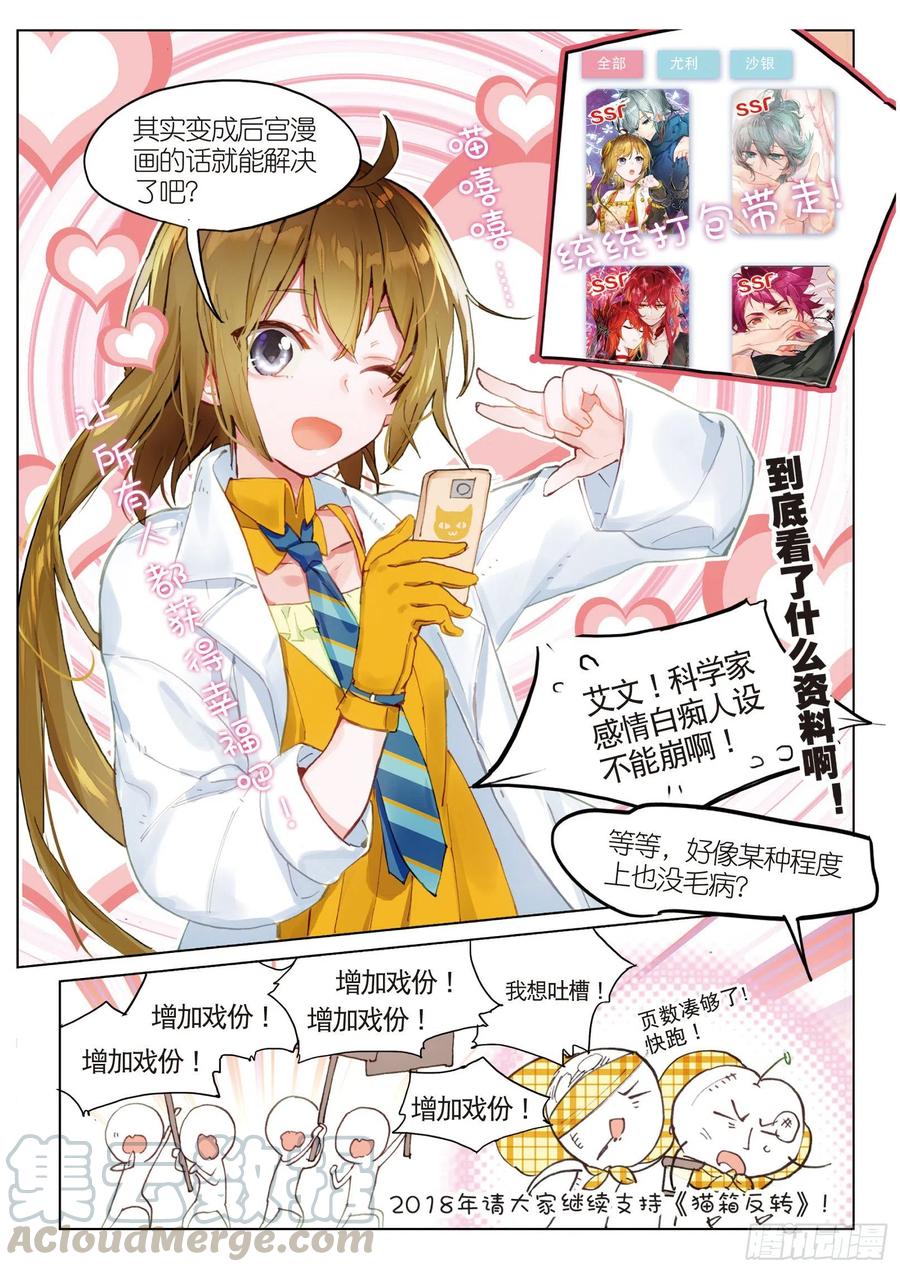 其实变成后宫漫
画的话就能解决
了吧？
喵嘻嘻……
全部
尤利
沙银
ssr
ssr
统统打包带走！
ssr
ssr
让所有人都获得幸福吧！
到底看了什么资料啊！
艾文！科学家
感情白痴人设
不能崩啊！
等等，好像某种程度
上也没毛病？
增加戏份！
增加戏份！
增加戏份！
增加戏份！
我想吐槽！
增加戏份！
页数凑够了！
快跑！
2018年请大家继续支持《猫箱反转》！
集云数据
AcloudMerge.com
腾讯动漫